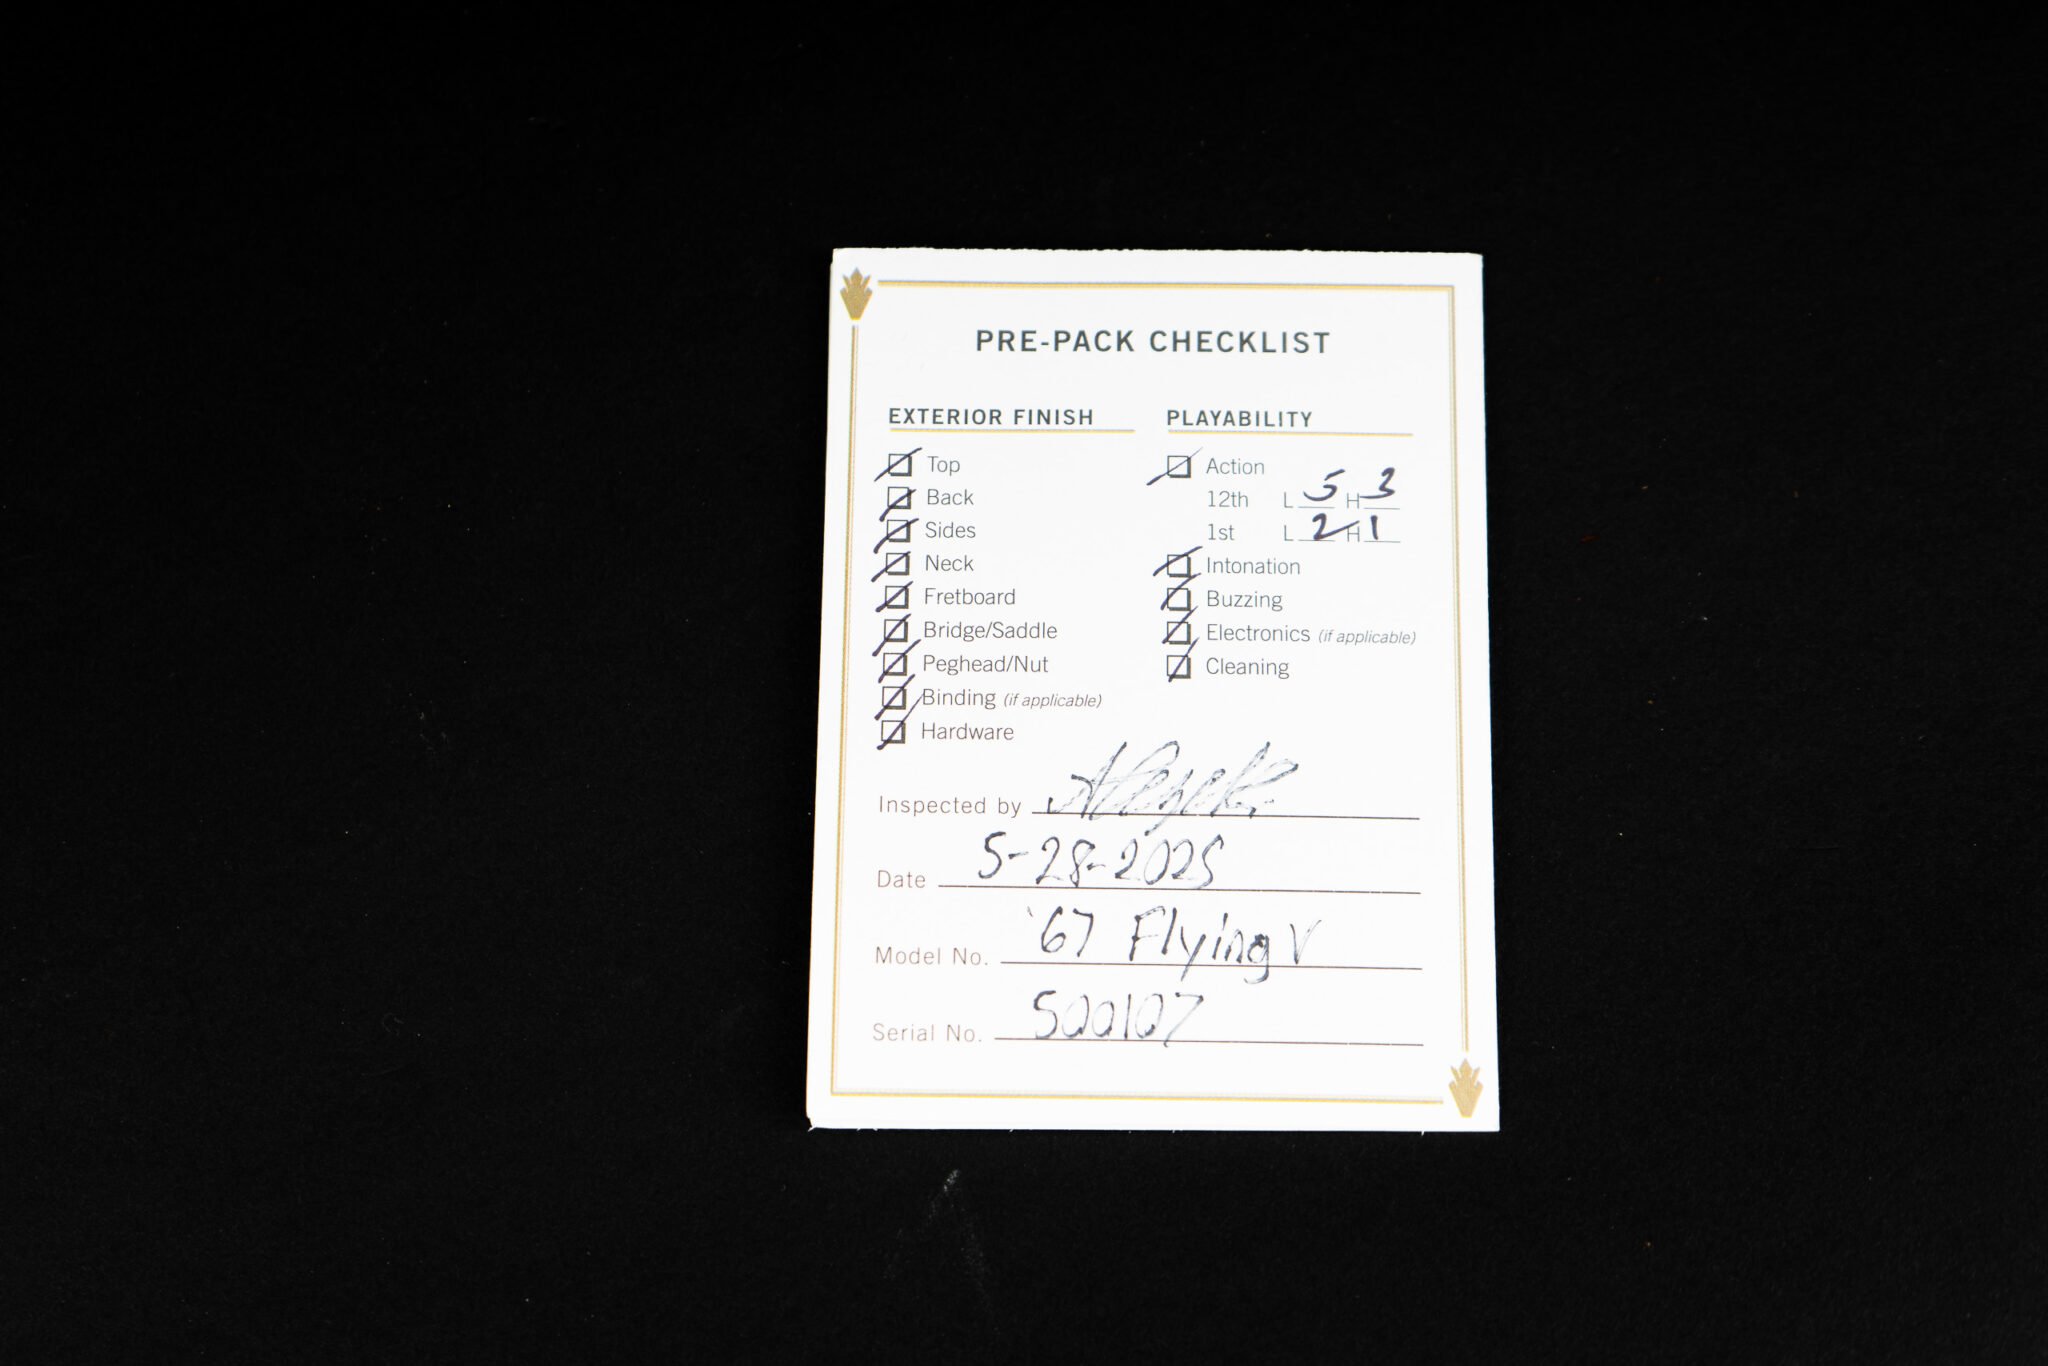 PRE-PACK CHECKLIST
EXTERIOR FINISH
Top
Back
Sides
Neck
Fretboard
Bridge/Saddle
Peghead/Nut
Binding (if applicable)
Hardware
PLAYABILITY
Action
12th L 5 H 3
1st L 2 H 1
Intonation
Buzzing
Electronics (if applicable)
Cleaning
Inspected by
Date 5-28-2025
Model No. '67 Flying V
Serial No. 500107